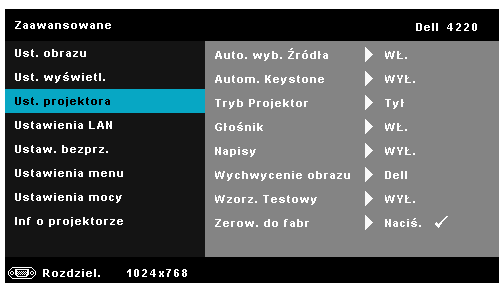 Zaawansowane Dell 4220
Ust. obrazu
Ust. wyświetl.
Ust. projektora
Ustawienia LAN
Ustaw. bezprz.
Ustawienia menu
Ustawienia mocy
Inf o projektorze
Auto. wyb. Źródła WŁ.
Autom. Keystone WYŁ.
Tryb Projektor Tył
Głośnik WŁ.
Napisy WYŁ.
Wychwycenie obrazu Dell
Wzorz. Testowy WYŁ.
Zerow. do fabr Naciś. ✓
Rozdziel. 1024x768